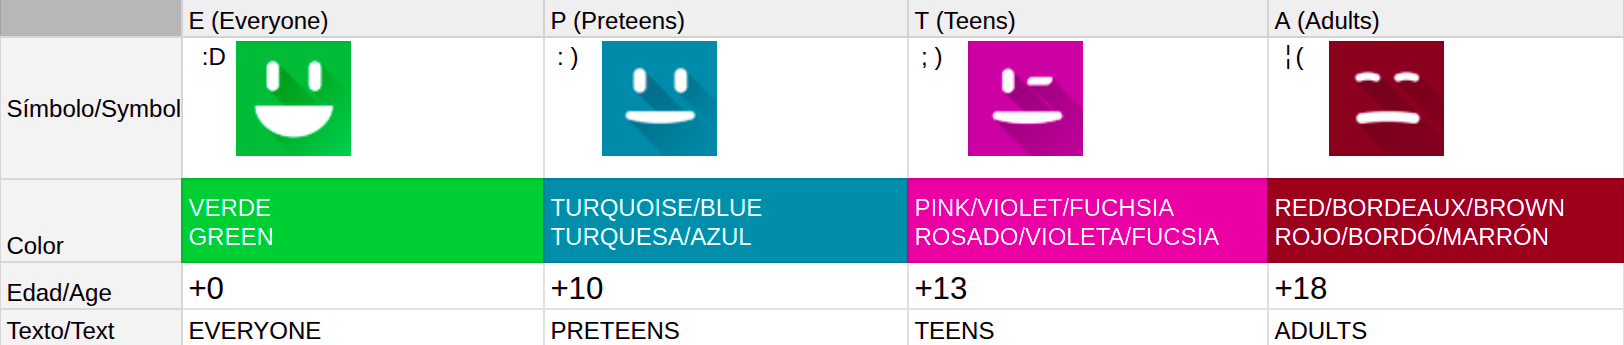 E (Everyone) P (Preteens) T (Teens) A (Adults)
Símbolo/Symbol :D : ) ; ) ¦ (
VERDE TURQUOISE/BLUE PINK/VIOLET/FUCHSIA RED/BORDEAUX/BROWN
Color GREEN TURQUESA/AZUL ROSADO/VIOLETA/FUCSIA ROJO/BORDÓ/MARRÓN
Edad/Age +0 +10 +13 +18
Texto/Text EVERYONE PRETEENS TEENS ADULTS